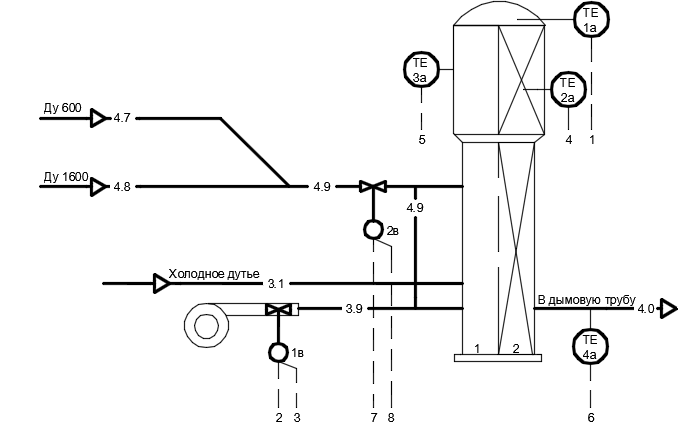 ТЕ
1а
ТЕ
3а
ТЕ
2а
Ду 600
4.7
5
4
1
Ду 1600
4.8
4.9
4.9
2в
Холодное дутье
3.1
В дымовую трубу
3.9
4.0
1в
1
2
ТЕ
4а
2
3
7
8
6